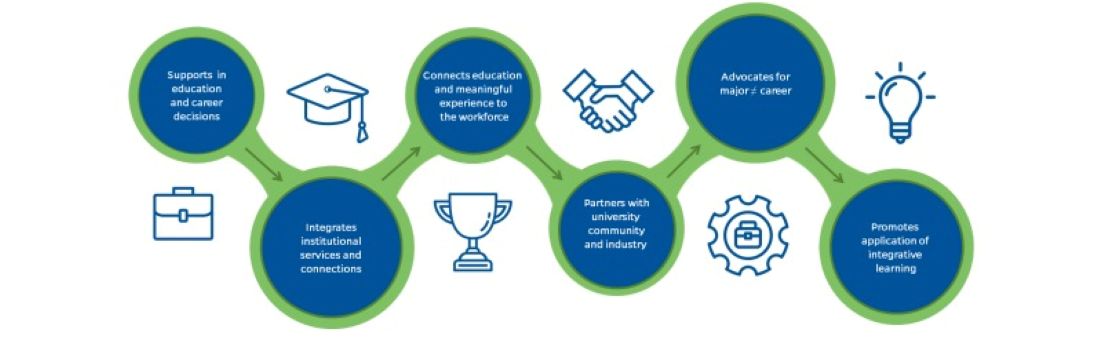 Supports in
education
and career
decisions
Integrates
institutional
services and
connections
Connects education
and meaningful
experience to
the workforce
Partners with
university
community
and industry
Advocates for
major ≠ career
Promotes
application of
integrative
learning